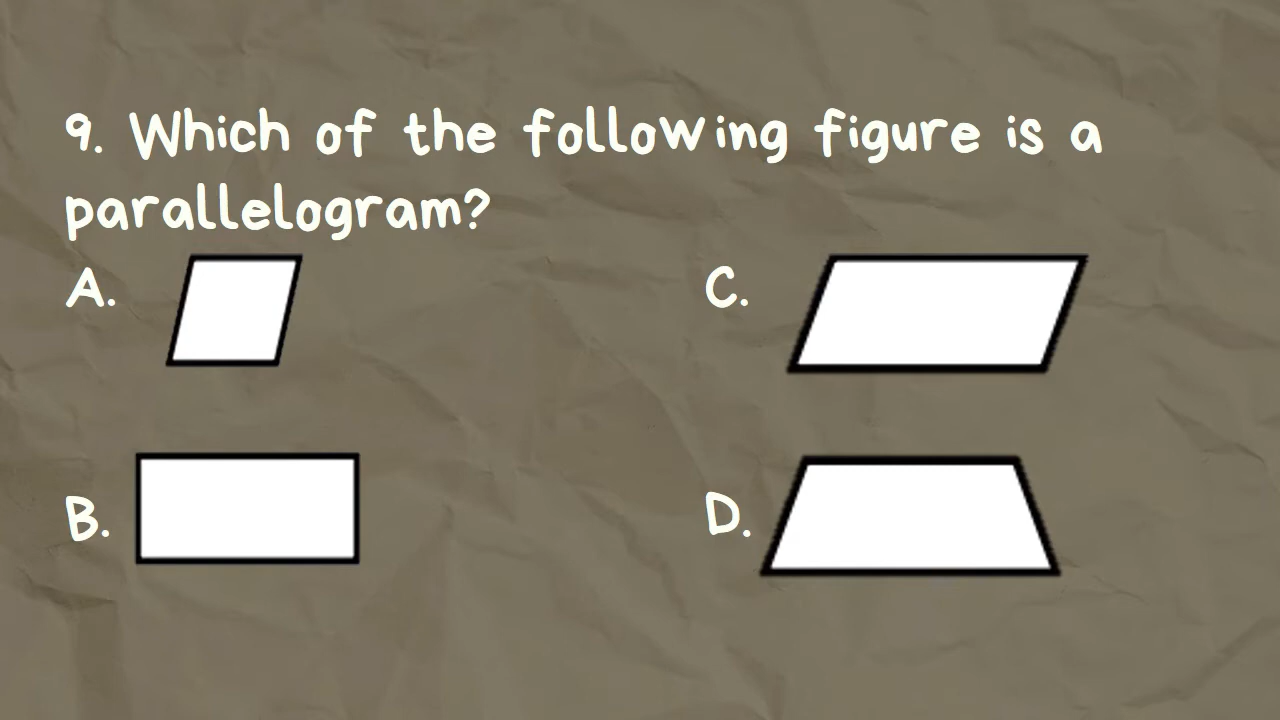 9. Which of the following figure is a
parallelogram?
A.
C.
B.
D.